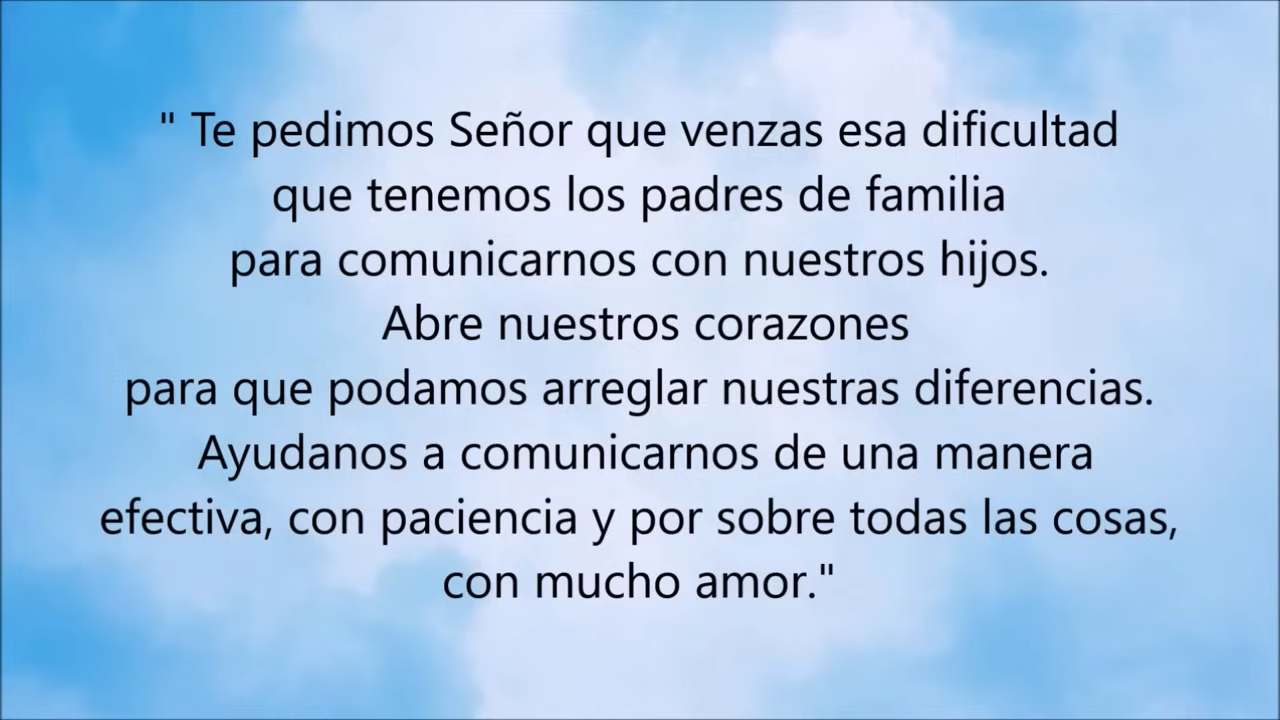 " Te pedimos Señor que venzas esa dificultad
que tenemos los padres de familia
para comunicarnos con nuestros hijos.
Abre nuestros corazones
para que podamos arreglar nuestras diferencias.
Ayudanos a comunicarnos de una manera
efectiva, con paciencia y por sobre todas las cosas,
con mucho amor."